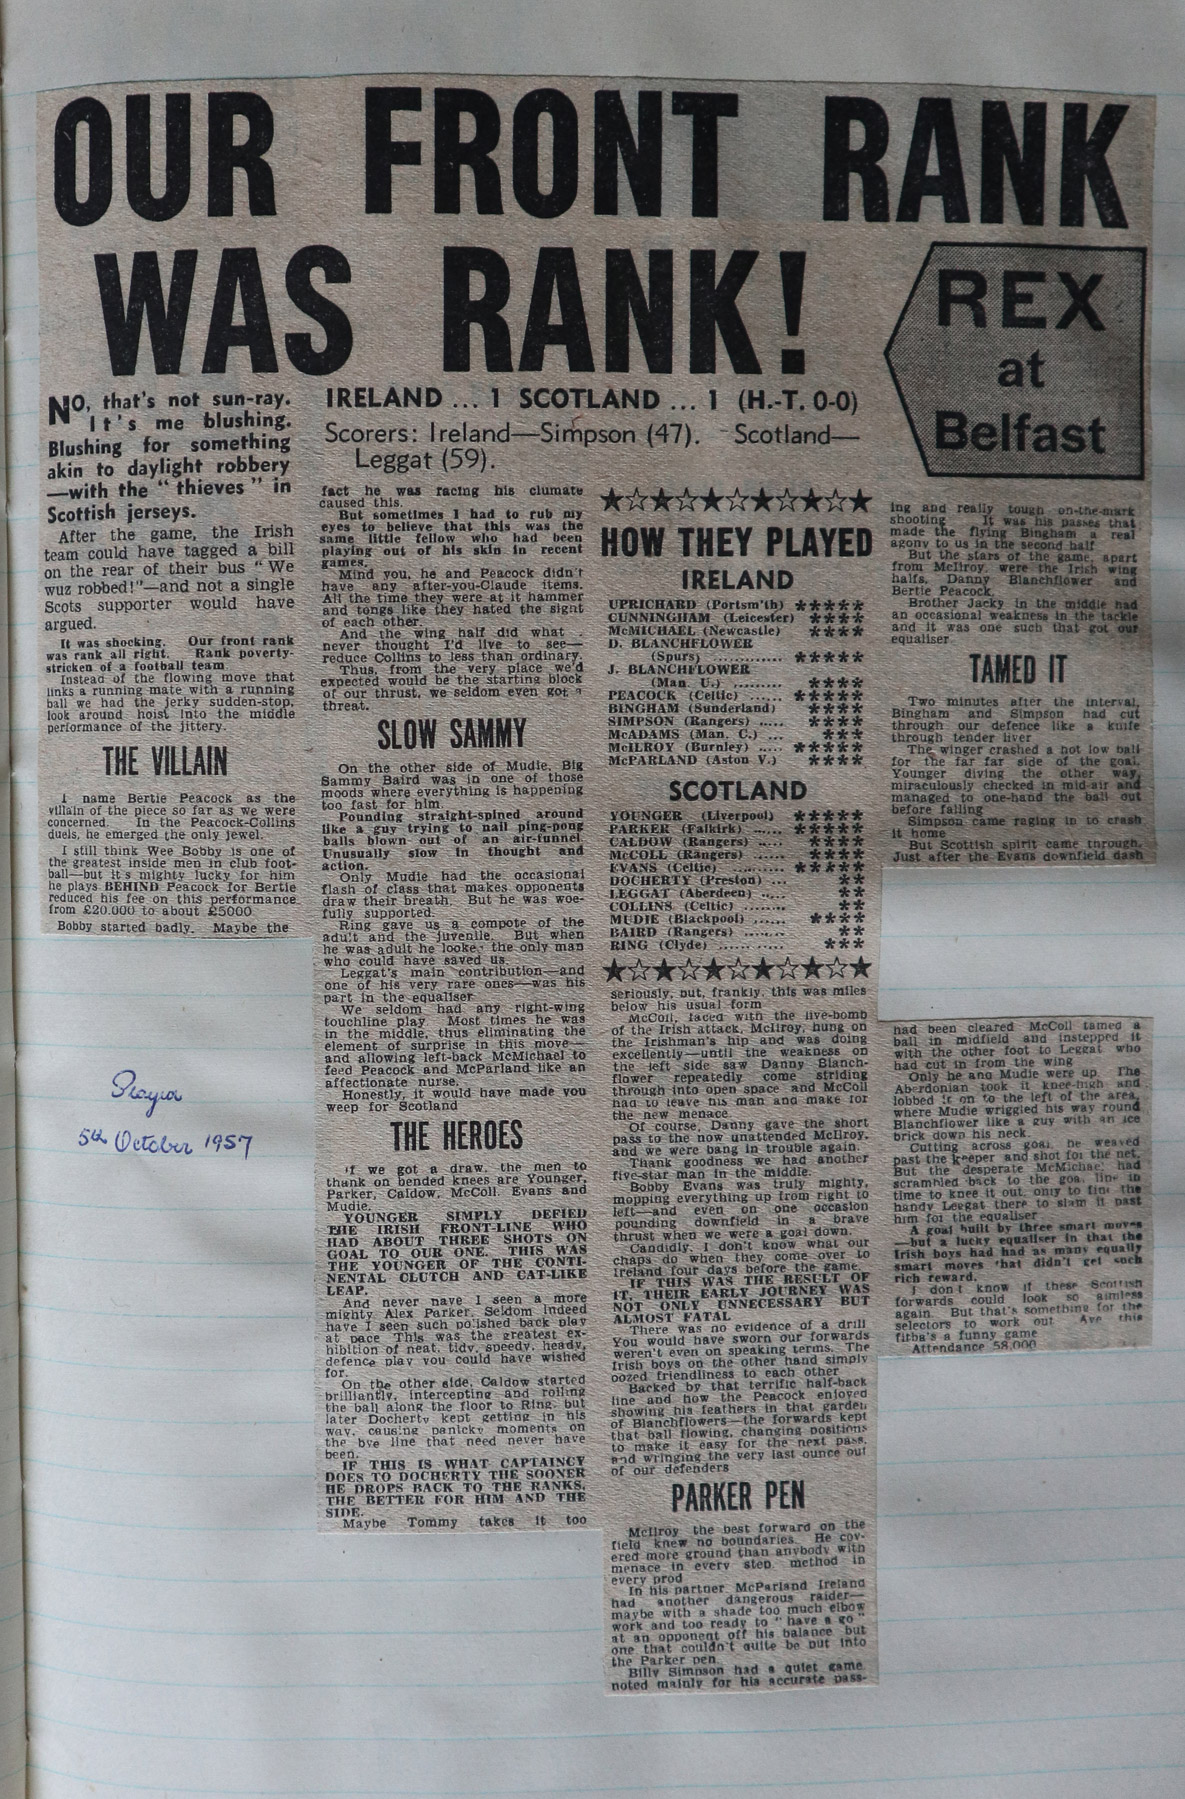 OUR FRONT RANK
WAS RANK!
REX
at
Belfast
NO, that's not sun-ray.
It's me blushing.
Blushing for something
akin to daylight robbery
—with the "thieves" in
Scottish jerseys.
After the game, the Irish
team could have tagged a bill
on the rear of their bus "We
wuz robbed!"—and not a single
Scots supporter would have
argued.
It was shocking. Our front rank
was rank all right. Rank poverty-
stricken of a football team.
Instead of the flowing move that
links a running mate with a running
ball we had the jerky sudden-stop,
look around hoist into the middle
performance of the jittery.
THE VILLAIN
I name Bertie Peacock as the
villain of the piece so far as we were
concerned. In the Peacock-Collins
duels, he emerged the only jewel.
I still think Wee Bobby is one of
the greatest inside men in club foot-
ball—but it's mighty lucky for him
he plays BEHIND Peacock for Bertie
reduced his fee on this performance
from £20.000 to about £5000
Bobby started badly. Maybe the
5th October 1957
IRELAND ... 1 SCOTLAND ... 1 (H.-T. 0-0)
Scorers: Ireland—Simpson (47). Scotland—
Leggat (59).
fact he was racing his clubmate
caused this.
But sometimes I had to rub my
eyes to believe that this was the
same little fellow who had been
playing out of his skin in recent
games.
Mind you, he and Peacock didn't
have any after-you-Claude items.
All the time they were at it hammer
and tongs like they hated the sight
of each other.
And the wing half did what I
never thought I'd live to see—
reduce Collins to less than ordinary.
Thus, from the very place we'd
expected would be the starting block
of our thrust, we seldom even got a
threat.
SLOW SAMMY
On the other side of Mudie, Big
Sammy Baird was in one of those
moods where everything is happening
too fast for him.
Pounding straight-spined around
like a guy trying to nail ping-pong
balls blown out of an air-funnel.
Unusually slow in thought and
action.
Only Mudie had the occasional
flash of class that makes opponents
draw their breath. But he was woe-
fully supported.
Ring gave us a compote of the
adult and the juvenile. But when
he was adult he looked the only man
who could have saved us.
Leggat's main contribution—and
one of his very rare ones—was his
part in the equaliser
We seldom had any right-wing
touchline play. Most times he was
in the middle, thus eliminating the
element of surprise in this move—
and allowing left-back McMichael to
feed Peacock and McParland like an
affectionate nurse.
Honestly, it would have made you
weep for Scotland
THE HEROES
If we got a draw, the men to
thank on bended knees are Younger,
Parker, Caldow, McColl, Evans and
Mudie.
YOUNGER SIMPLY DEFIED
THE IRISH FRONT-LINE WHO
HAD ABOUT THREE SHOTS ON
GOAL TO OUR ONE. THIS WAS
THE YOUNGER OF THE CONTI-
NENTAL CLUTCH AND CAT-LIKE
LEAP.
And never have I seen a more
mighty Alex Parker. Seldom indeed
have I seen such polished back play
at pace This was the greatest ex-
hibition of neat, tidy, speedy, heady,
defence play you could have wished
for.
On the other side, Caldow started
brilliantly, intercepting and rolling
the ball along the floor to Ring, but
later Docherty kept getting in his
way, causing panicky moments on
the bye line that need never have
been.
IF THIS IS WHAT CAPTAINCY
DOES TO DOCHERTY THE SOONER
HE DROPS BACK TO THE RANKS,
THE BETTER FOR HIM AND THE
SIDE.
Maybe Tommy takes it too
★☆★☆★☆★☆★☆★
HOW THEY PLAYED
IRELAND
UPRICHARD (Portsm'th) *****
CUNNINGHAM (Leicester) ****
McMICHAEL (Newcastle) ****
D. BLANCHFLOWER
(Spurs) ............ *****
J. BLANCHFLOWER
(Man. U.) ......... ****
PEACOCK (Celtic) ...... *****
BINGHAM (Sunderland) ****
SIMPSON (Rangers) ..... ****
McADAMS (Man. C.) ... ***
McILROY (Burnley) ..... *****
McPARLAND (Aston V.) ****
SCOTLAND
YOUNGER (Liverpool) *****
PARKER (Falkirk) ...... *****
CALDOW (Rangers) ..... ****
McCOLL (Rangers) ..... ****
EVANS (Celtic) ......... *****
DOCHERTY (Preston) ... **
LEGGAT (Aberdeen) ..... **
COLLINS (Celtic) ........ **
MUDIE (Blackpool) ...... ****
BAIRD (Rangers) ........ **
RING (Clyde) ........... ***
★☆★☆★☆★☆★☆★
seriously, but, frankly, this was miles
below his usual form
McColl, faced with the live-bomb
of the Irish attack, McIlroy, hung on
the Irishman's hip and was doing
excellently—until the weakness on
the left side saw Danny Blanch-
flower repeatedly come striding
through into open space and McColl
had to leave his man and make for
the new menace
Of course, Danny gave the short
pass to the now unattended McIlroy,
and we were bang in trouble again.
Thank goodness we had another
five-star man in the middle.
Bobby Evans was truly mighty,
mopping everything up from right to
left—and even on one occasion
pounding downfield in a brave
thrust when we were a goal down.
Candidly, I don't know what our
chaps do when they come over to
Ireland four days before the game.
IF THIS WAS THE RESULT OF
IT, THEIR EARLY JOURNEY WAS
NOT ONLY UNNECESSARY BUT
ALMOST FATAL
There was no evidence of a drill
You would have sworn our forwards
weren't even on speaking terms. The
Irish boys on the other hand simply
oozed friendliness to each other
Backed by that terrific half-back
line and how the Peacock enjoyed
showing his feathers in that garden
of Blanchflowers—the forwards kept
that ball flowing, changing positions
to make it easy for the next pass,
and wringing the very last ounce out
of our defenders
PARKER PEN
McIlroy the best forward on the
field knew no boundaries. He cov-
ered more ground than anybody with
menace in every step, method in
every prod
In his partner McParland Ireland
had another dangerous raider—
maybe with a shade too much elbow
work and too ready to "have a go"
at an opponent off his balance but
one that couldn't quite be put into
the Parker pen
Billy Simpson had a quiet game
noted mainly for his accurate pass-
ing and really tough on-the-mark
shooting It was his passes that
made the flying Bingham a real
agony to us in the second half
But the stars of the game, apart
from McIlroy, were the Irish wing
halfs, Danny Blanchflower and
Bertie Peacock.
Brother Jacky in the middle had
an occasional weakness in the tackle
and it was one such that got our
equaliser
TAMED IT
Two minutes after the interval,
Bingham and Simpson had cut
through our defence like a knife
through tender liver
The winger crashed a hot low ball
for the far far side of the goal.
Younger diving the other way,
miraculously checked in mid-air and
managed to one-hand the ball out
before falling
Simpson came raging in to crash
it home
But Scottish spirit came through.
Just after the Evans downfield dash
had been cleared McColl tamed a
ball in midfield and instepped it
with the other foot to Leggat who
had cut in from the wing
Only he and Mudie were up The
Aberdonian took it knee-high and
lobbed it on to the left of the area,
where Mudie wriggled his way round
Blanchflower like a guy with an ice
brick down his neck.
Cutting across goal, he weaved
past the keeper and shot for the net.
But the desperate McMichael had
scrambled back to the goal line in
time to knee it out, only to find the
handy Leggat there to slam it past
him for the equaliser
A goal built by three smart moves
—but a lucky equaliser in that the
Irish boys had had as many equally
smart moves that didn't get such
rich reward.
I don't know if these Scottish
forwards could look so aimless
again. But that's something for the
selectors to work out Aye this
fitba's a funny game
Attendance 58,000